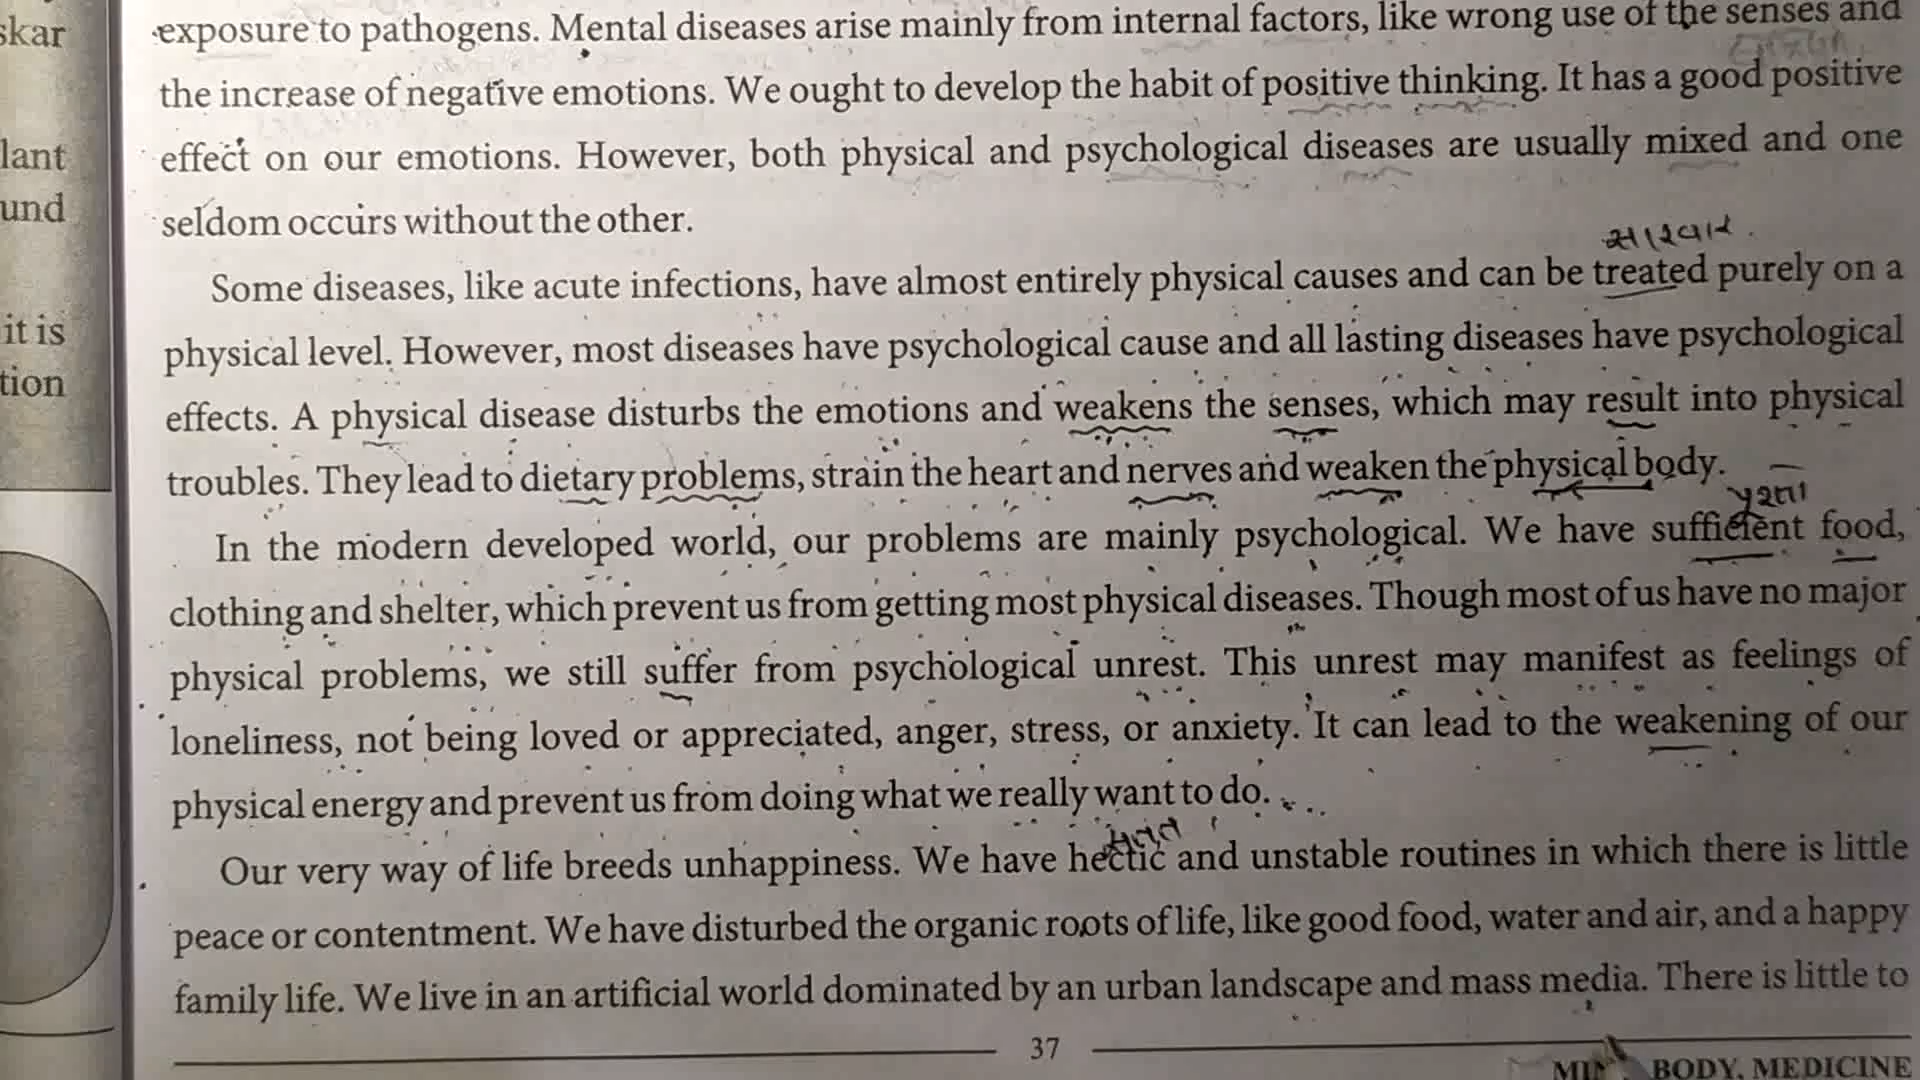 skar
lant
und
it is
tion
exposure to pathogens. Mental diseases arise mainly from internal factors, like wrong use of the senses and
the increase of negative emotions. We ought to develop the habit of positive thinking. It has a good positive
effect on our emotions. However, both physical and psychological diseases are usually mixed and one
seldom occurs without the other.
सारवार
Some diseases, like acute infections, have almost entirely physical causes and can be treated purely on a
physical level. However, most diseases have psychological cause and all lasting diseases have psychological
effects. A physical disease disturbs the emotions and weakens the senses, which may result into physical
troubles. They lead to dietary problems, strain the heart and nerves and weaken the physical body.
In the modern developed world, our problems are mainly psychological. We have sufficient food,
clothing and shelter, which prevent us from getting most physical diseases. Though most of us have no major
physical problems, we still suffer from psychological unrest. This unrest may manifest as feelings of
loneliness, not being loved or appreciated, anger, stress, or anxiety. It can lead to the weakening of our
physical energy and prevent us from doing what we really want to do.
Our very way of life breeds unhappiness. We have hectic and unstable routines in which there is little
peace or contentment. We have disturbed the organic roots of life, like good food, water and air, and a happy
family life. We live in an artificial world dominated by an urban landscape and mass media. There is little to
37
BODY, MEDICINE